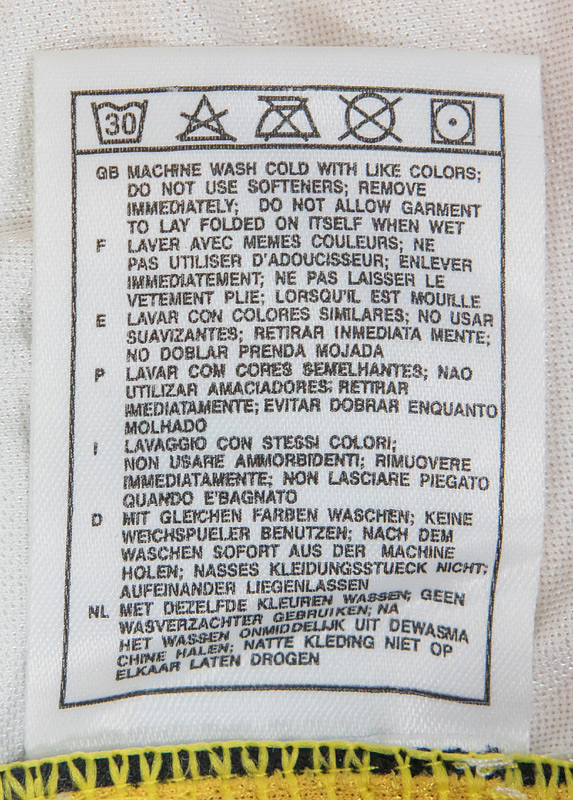 30
GB MACHINE WASH COLD WITH LIKE COLORS;
DO NOT USE SOFTENERS; REMOVE
IMMEDIATELY; DO NOT ALLOW GARMENT
TO LAY FOLDED ON ITSELF WHEN WET
F LAVER AVEC MEMES COULEURS; NE
PAS UTILISER D'ADOUCISSEUR; ENLEVER
IMMEDIATEMENT; NE PAS LAISSER LE
VETEMENT PLIE; LORSQU'IL EST MOUILLE
E LAVAR CON COLORES SIMILARES; NO USAR
SUAVIZANTES; RETIRAR INMEDIATA MENTE;
NO DOBLAR PRENDA MOJADA
P LAVAR COM CORES SEMELHANTES; NAO
UTILIZAR AMACIADORES; RETIRAR
IMEDIATAMENTE; EVITAR DOBRAR ENQUANTO
MOLHADO
I LAVAGGIO CON STESSI COLORI;
NON USARE AMMORBIDENTI; RIMUOVERE
IMMEDIATAMENTE; NON LASCIARE PIEGATO
QUANDO E'BAGNATO
D MIT GLEICHEN FARBEN WASCHEN; KEINE
WEICHSPUELER BENUTZEN; NACH DEM
WASCHEN SOFORT AUS DER MACHINE
HOLEN; NASSES KLEIDUNGSSTUECK NICHT;
AUFEINANDER LIEGENLASSEN
NL MET DEZELFDE KLEUREN WASSEN; GEEN
WASVERZACHTER GEBRUIKEN; NA
HET WASSEN ONMIDDELIJK UIT DEWASMA
CHINE HALEN; NATTE KLEDING NIET OP
ELKAAR LATEN DROGEN